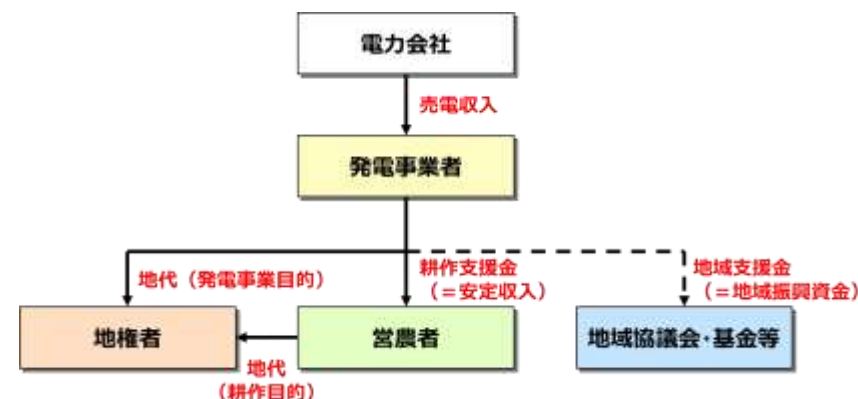 電力会社
売電収入
発電事業者
地代（発電事業目的）
耕作支援金
（＝安定収入）
地域支援金
（＝地域振興資金）
地権者
営農者
地域協議会・基金等
地代
（耕作目的）